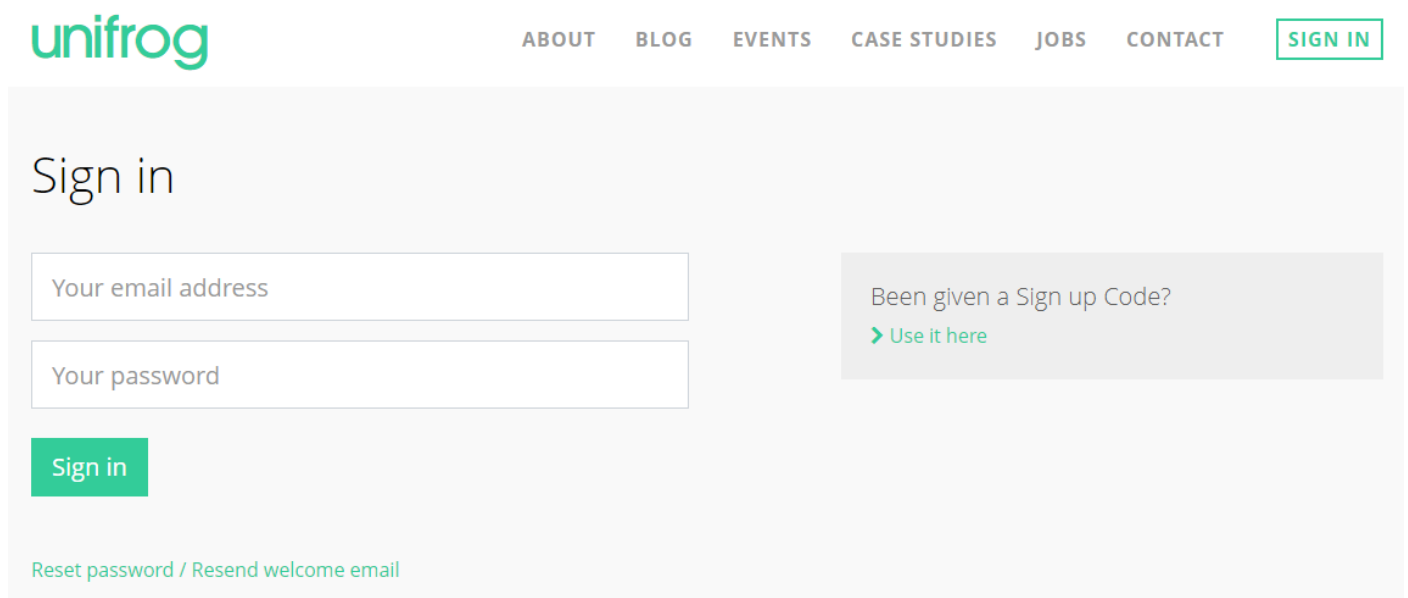 unifrog
ABOUT BLOG EVENTS CASE STUDIES JOBS CONTACT SIGN IN
Sign in
Your email address
Your password
Sign in
Reset password / Resend welcome email
Been given a Sign up Code?
Use it here